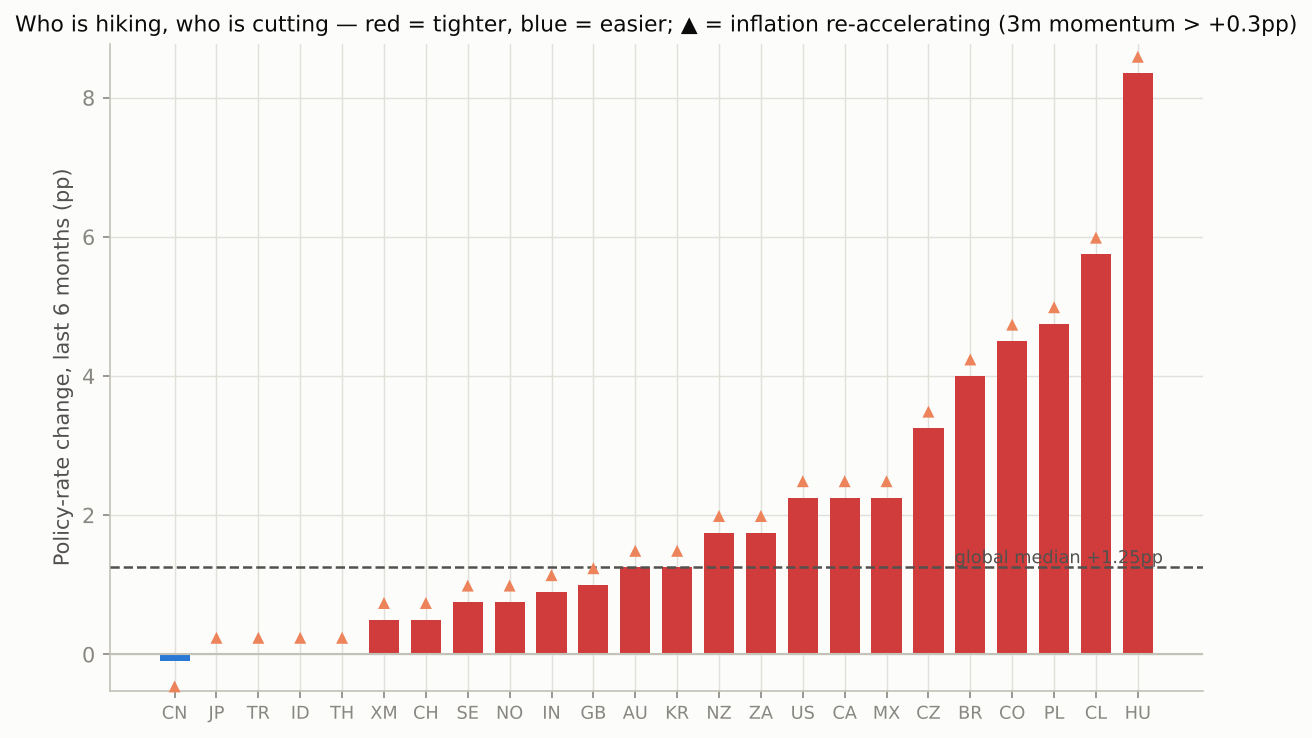 Who is hiking, who is cutting — red = tighter, blue = easier; ▲ = inflation re-accelerating (3m momentum > +0.3pp)
Policy-rate change, last 6 months (pp)
8
6
4
2
0
global median +1.25pp
CN JP TR ID TH XM CH SE NO IN GB AU KR NZ ZA US CA MX CZ BR CO PL CL HU